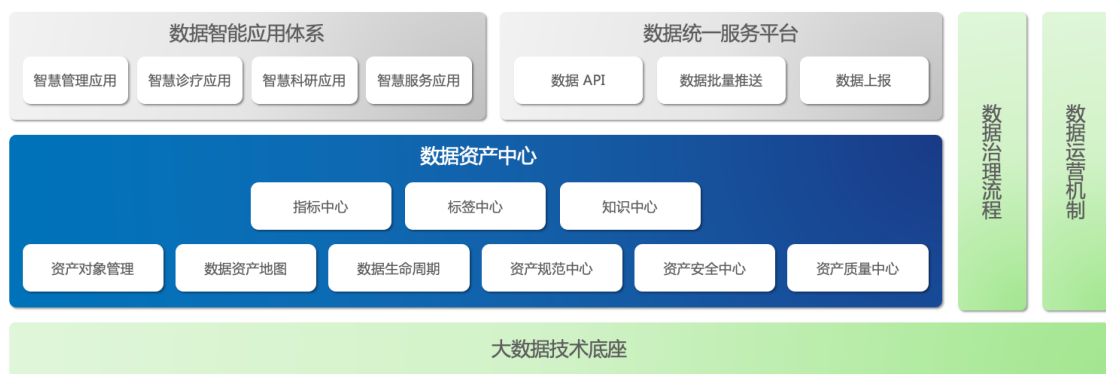 数据智能应用体系
智慧管理应用
智慧诊疗应用
智慧科研应用
智慧服务应用
数据统一服务平台
数据 API
数据批量推送
数据上报
数据资产中心
指标中心
标签中心
知识中心
资产对象管理
数据资产地图
数据生命周期
资产规范中心
资产安全中心
资产质量中心
数据治理流程
数据运营机制
大数据技术底座